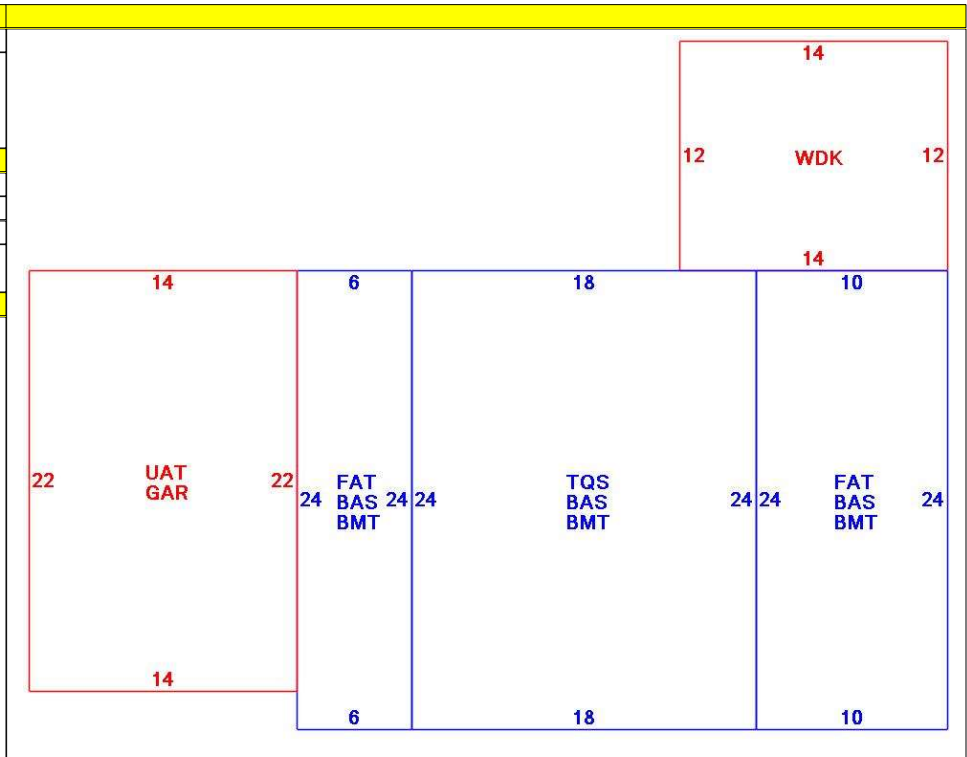 14
12 WDK 12
14
14
6
18
10
22 UAT 22
GAR
24 FAT 24
BAS
BMT
24 TQS 24
BAS
BMT
24 FAT 24
BAS
BMT
14
6
18
10